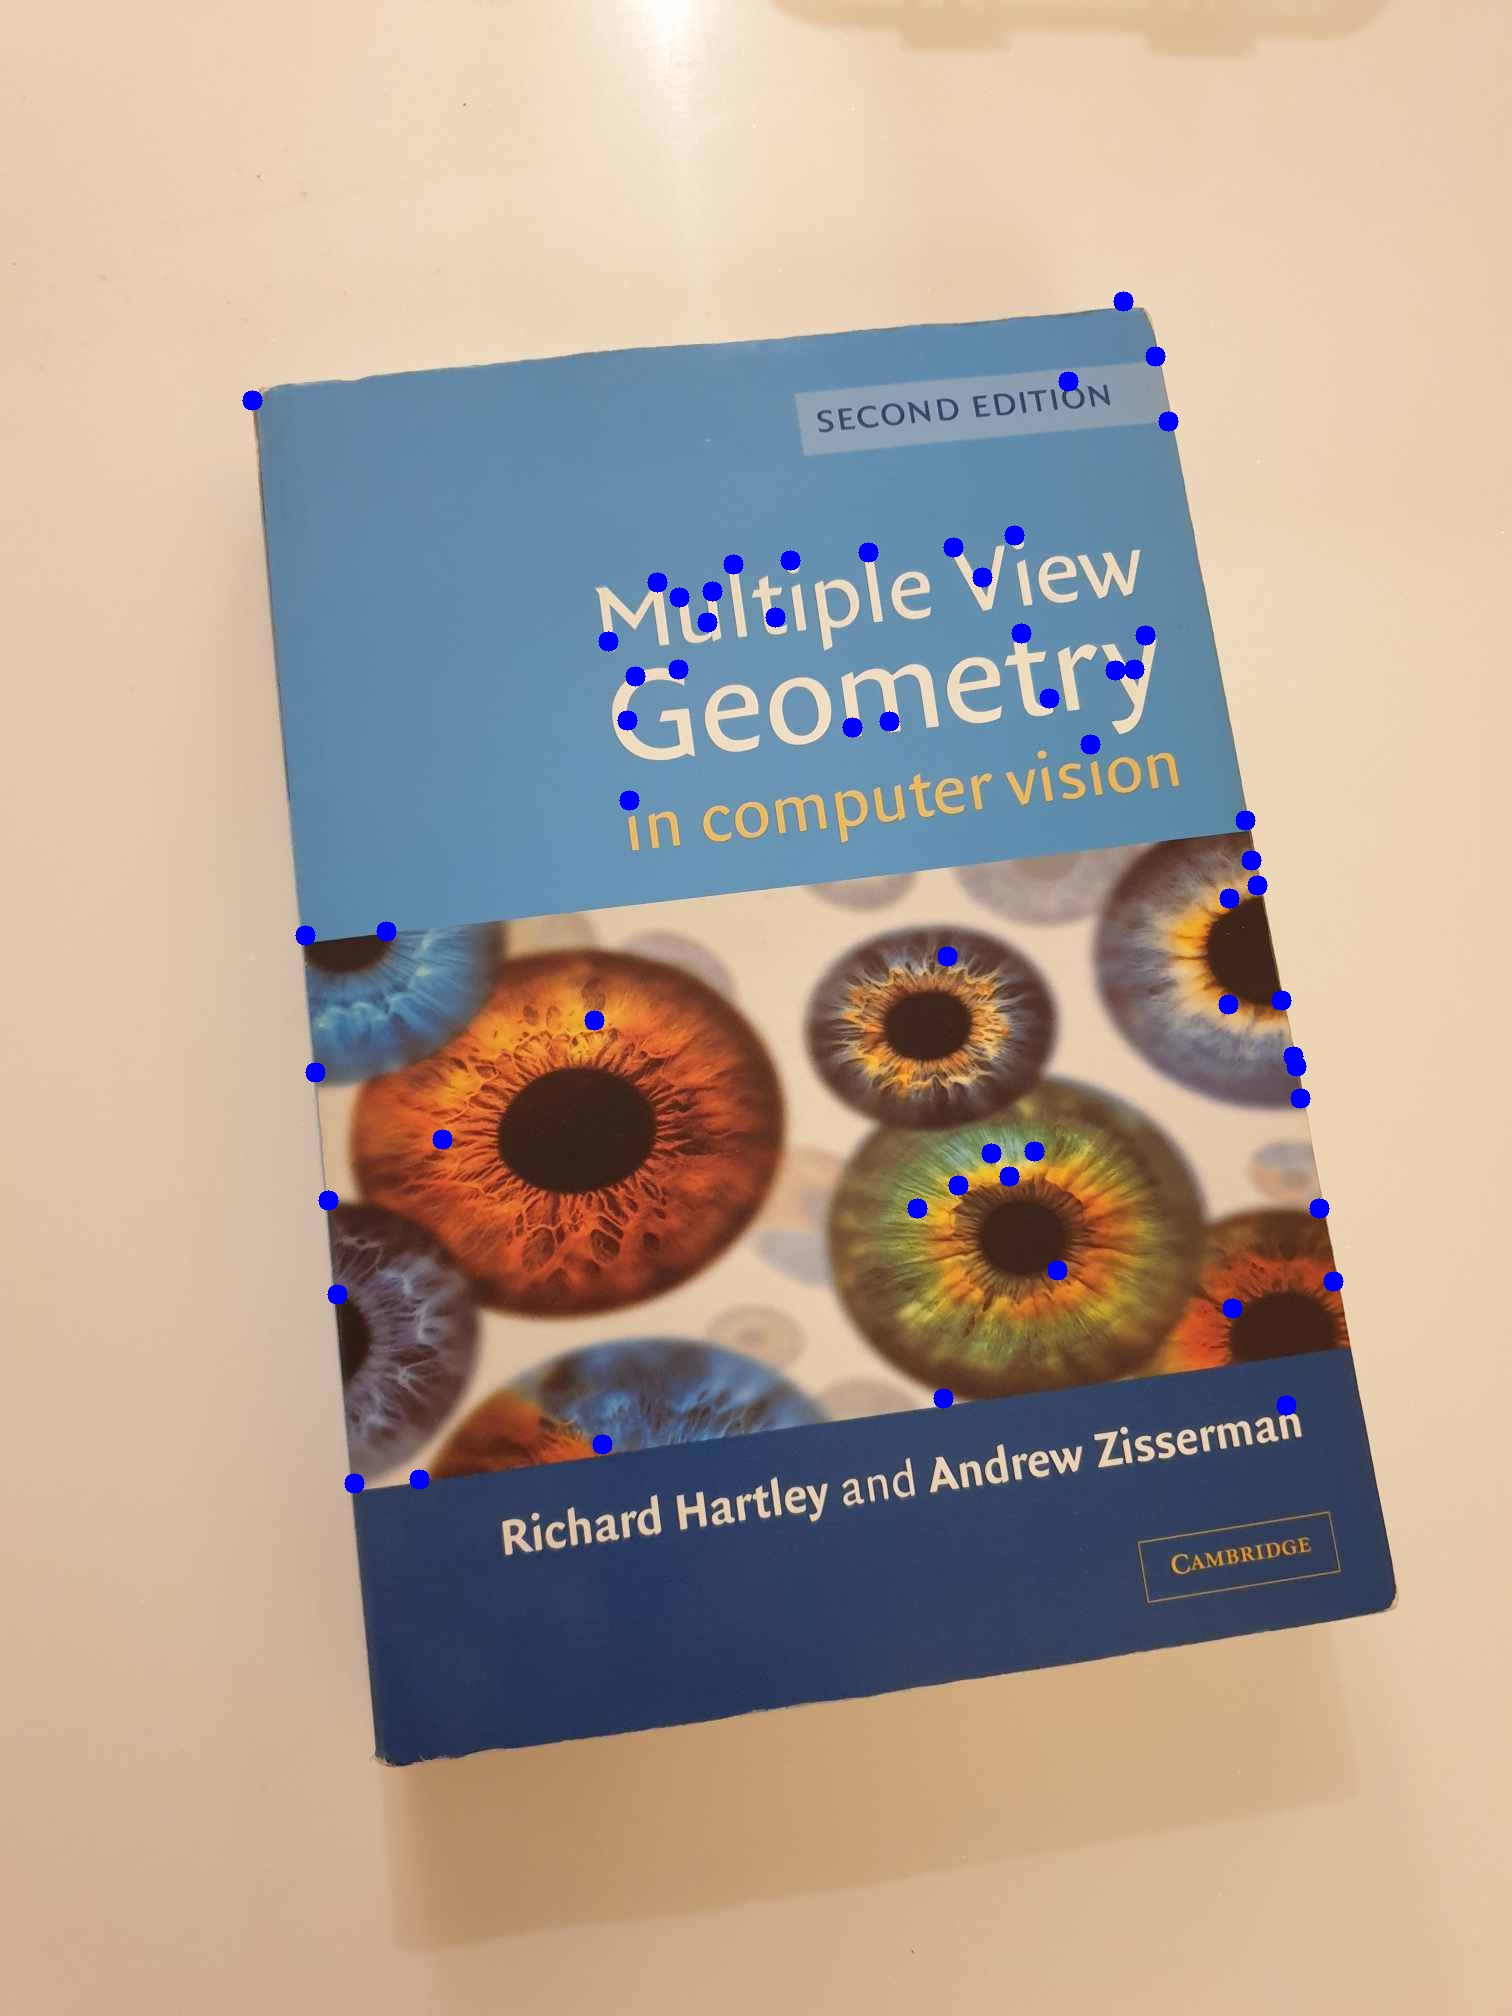 SECOND EDITION
Multiple View
Geometry
in computer vision
Richard Hartley and Andrew Zisserman
CAMBRIDGE